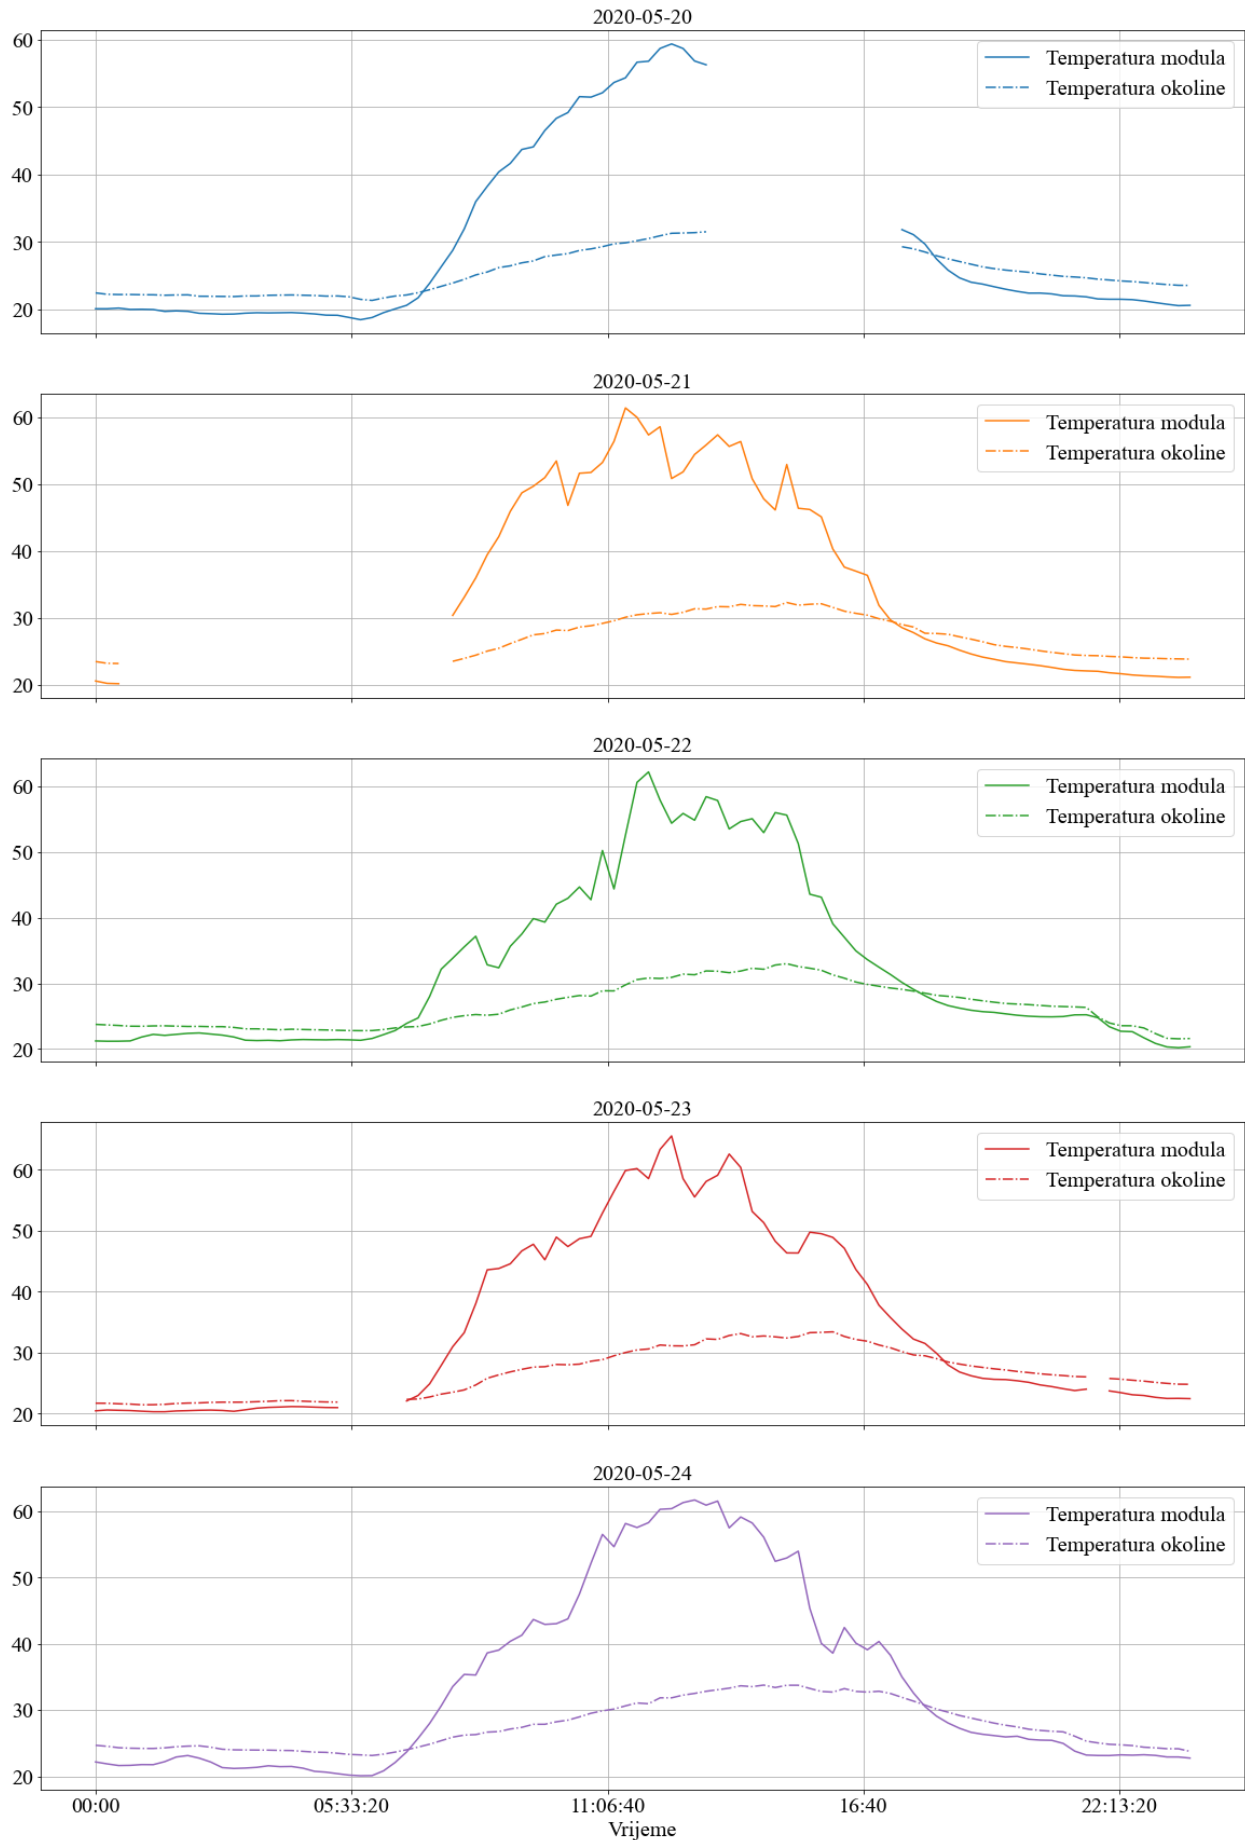 2020-05-20
60
50
40
30
20
Temperatura modula
Temperatura okoline
2020-05-21
60
50
40
30
20
Temperatura modula
Temperatura okoline
2020-05-22
60
50
40
30
20
Temperatura modula
Temperatura okoline
2020-05-23
60
50
40
30
20
Temperatura modula
Temperatura okoline
2020-05-24
60
50
40
30
20
Temperatura modula
Temperatura okoline
00:00 05:33:20 11:06:40 16:40 22:13:20
Vrijeme